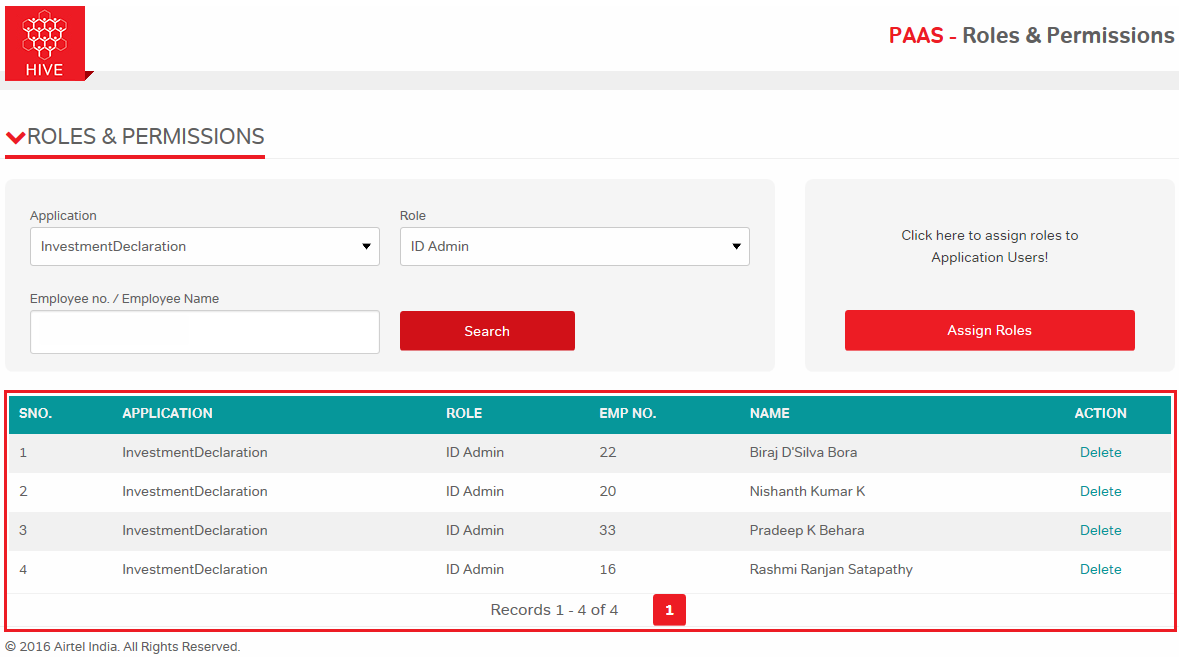 HIVE
PAAS - Roles & Permissions
ROLES & PERMISSIONS
Application
Role
InvestmentDeclaration
ID Admin
Click here to assign roles to
Application Users!
Employee no. / Employee Name
Search
Assign Roles
SNO. APPLICATION ROLE EMP NO. NAME ACTION
1 InvestmentDeclaration ID Admin 22 Biraj D'Silva Bora Delete
2 InvestmentDeclaration ID Admin 20 Nishanth Kumar K Delete
3 InvestmentDeclaration ID Admin 33 Pradeep K Behara Delete
4 InvestmentDeclaration ID Admin 16 Rashmi Ranjan Satapathy Delete
Records 1 - 4 of 4 1
© 2016 Airtel India. All Rights Reserved.